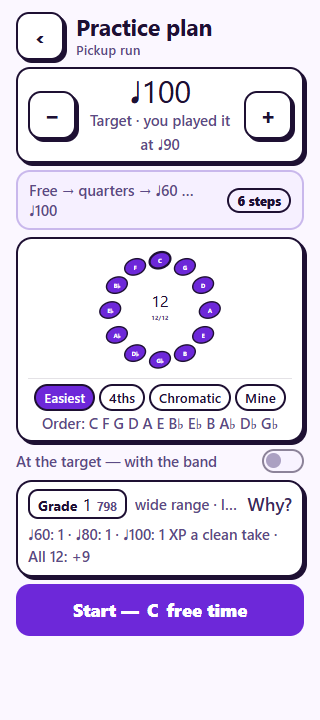 ‹
Practice plan
Pickup run
−
♩100
Target · you played it
at ♩90
+
Free → quarters → ♩60 ...
♩100
6 steps
C
G
D
A
E
B
G♭
D♭
A♭
E♭
B♭
F
12
12/12
Easiest
4ths
Chromatic
Mine
Order: C F G D A E B♭ E♭ B A♭ D♭ G♭
At the target — with the band
Grade 1 798 wide range · l... Why?
♩60: 1 · ♩80: 1 · ♩100: 1 XP a clean take ·
All 12: +9
Start — C free time